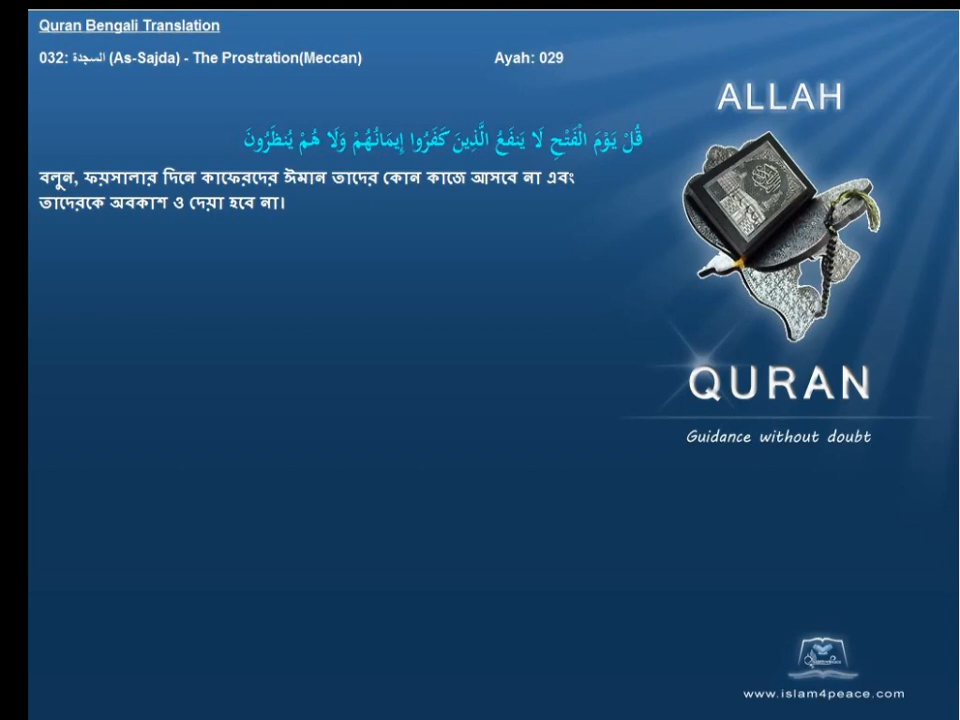 Quran Bengali Translation
032: السجدة (As-Sajda) - The Prostration(Meccan) Ayah: 029
قُلْ يَوْمَ الْفَتْحِ لَا يَنفَعُ الَّذِينَ كَفَرُوا إِيمَانُهُمْ وَلَا هُمْ يُنظَرُونَ
বলুন, ফয়সালার দিনে কাফেরদের ঈমান তাদের কোন কাজে আসবে না এবং
তাদেরকে অবকাশ ও দেয়া হবে না।
ALLAH
QURAN
Guidance without doubt
www.islam4peace.com